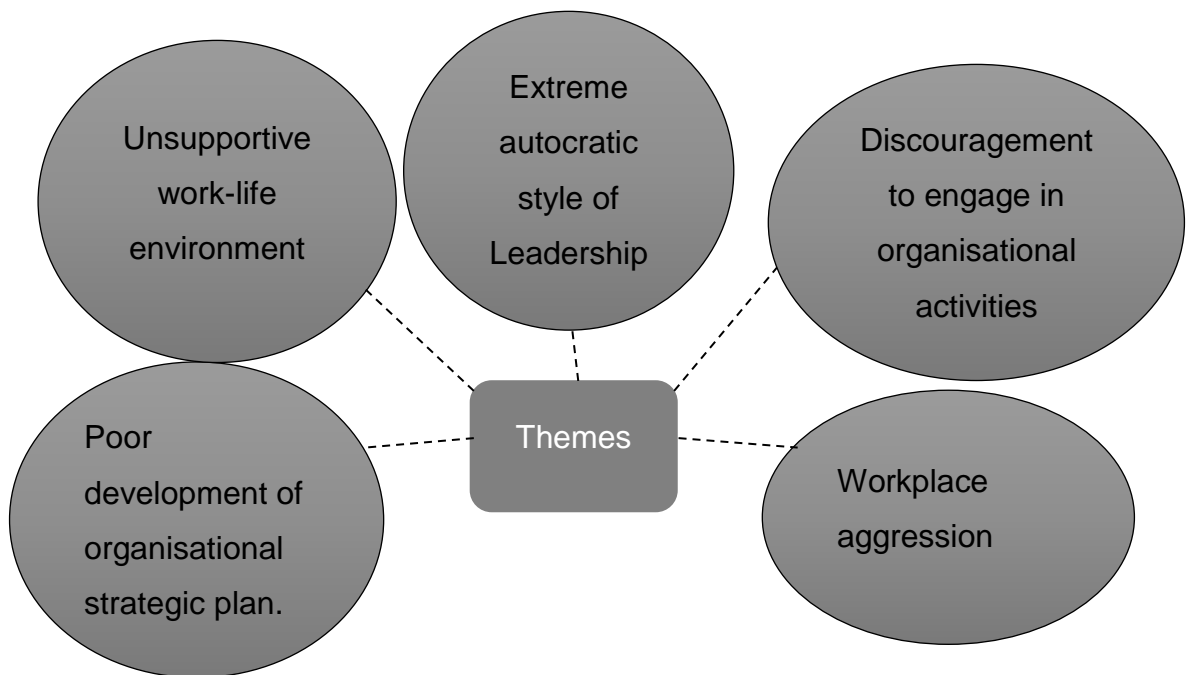 Unsupportive
work-life
environment
Extreme
autocratic
style of
Leadership
Discouragement
to engage in
organisational
activities
Poor
development of
organisational
strategic plan.
Themes
Workplace
aggression